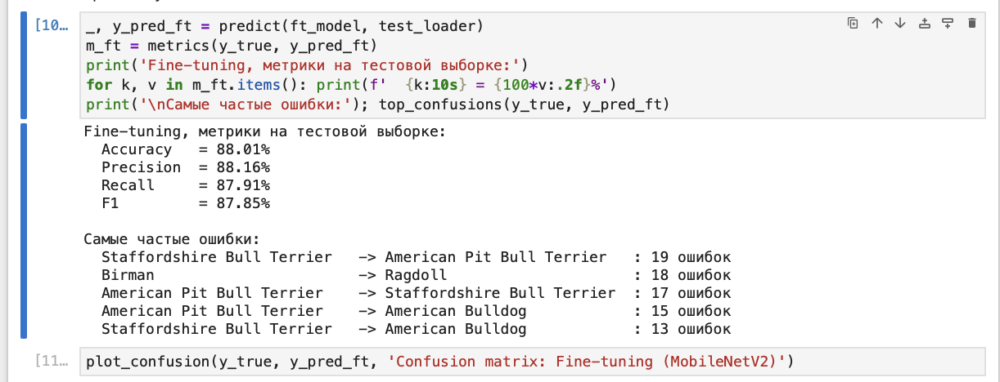 [10…
_, y_pred_ft = predict(ft_model, test_loader)
m_ft = metrics(y_true, y_pred_ft)
print('Fine-tuning, метрики на тестовой выборке:')
for k, v in m_ft.items(): print(f'  {k:10s} = {100*v:.2f}%')
print('\nСамые частые ошибки:'); top_confusions(y_true, y_pred_ft)
Fine-tuning, метрики на тестовой выборке:
  Accuracy   = 88.01%
  Precision  = 88.16%
  Recall     = 87.91%
  F1         = 87.85%

Самые частые ошибки:
  Staffordshire Bull Terrier   -> American Pit Bull Terrier   : 19 ошибок
  Birman                       -> Ragdoll                     : 18 ошибок
  American Pit Bull Terrier    -> Staffordshire Bull Terrier  : 17 ошибок
  American Pit Bull Terrier    -> American Bulldog            : 15 ошибок
  Staffordshire Bull Terrier   -> American Bulldog            : 13 ошибок
[11…
plot_confusion(y_true, y_pred_ft, 'Confusion matrix: Fine-tuning (MobileNetV2)')